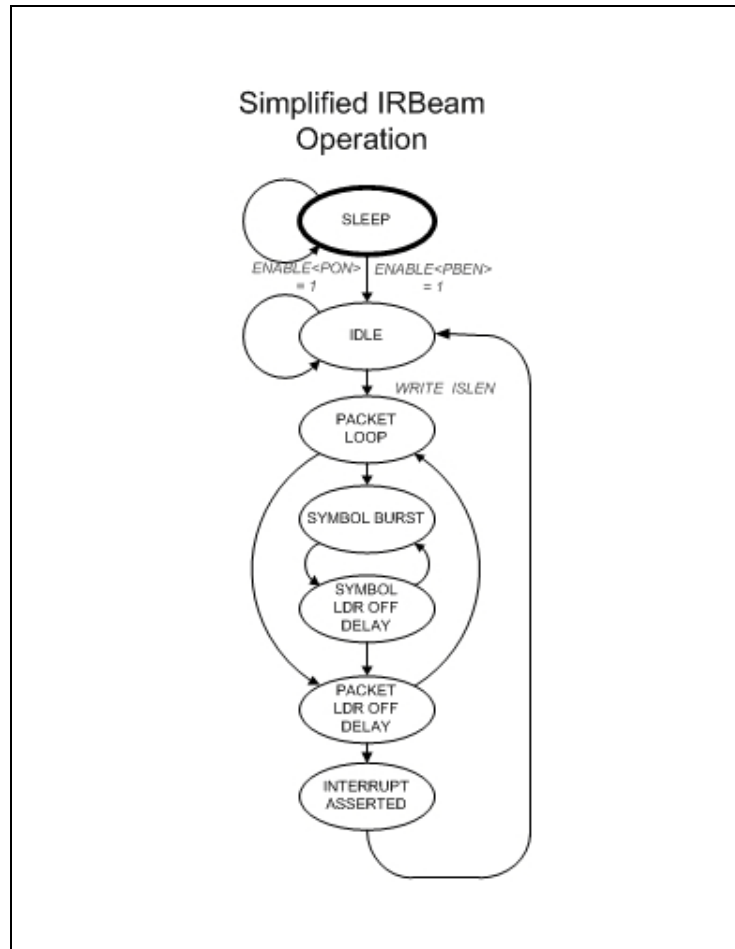 Simplified IRBeam
Operation
SLEEP
ENABLE<PON>
= 1
ENABLE<PBEN>
= 1
IDLE
WRITE ISLEN
PACKET
LOOP
SYMBOL BURST
SYMBOL
LDR OFF
DELAY
PACKET
LDR OFF
DELAY
INTERRUPT
ASSERTED